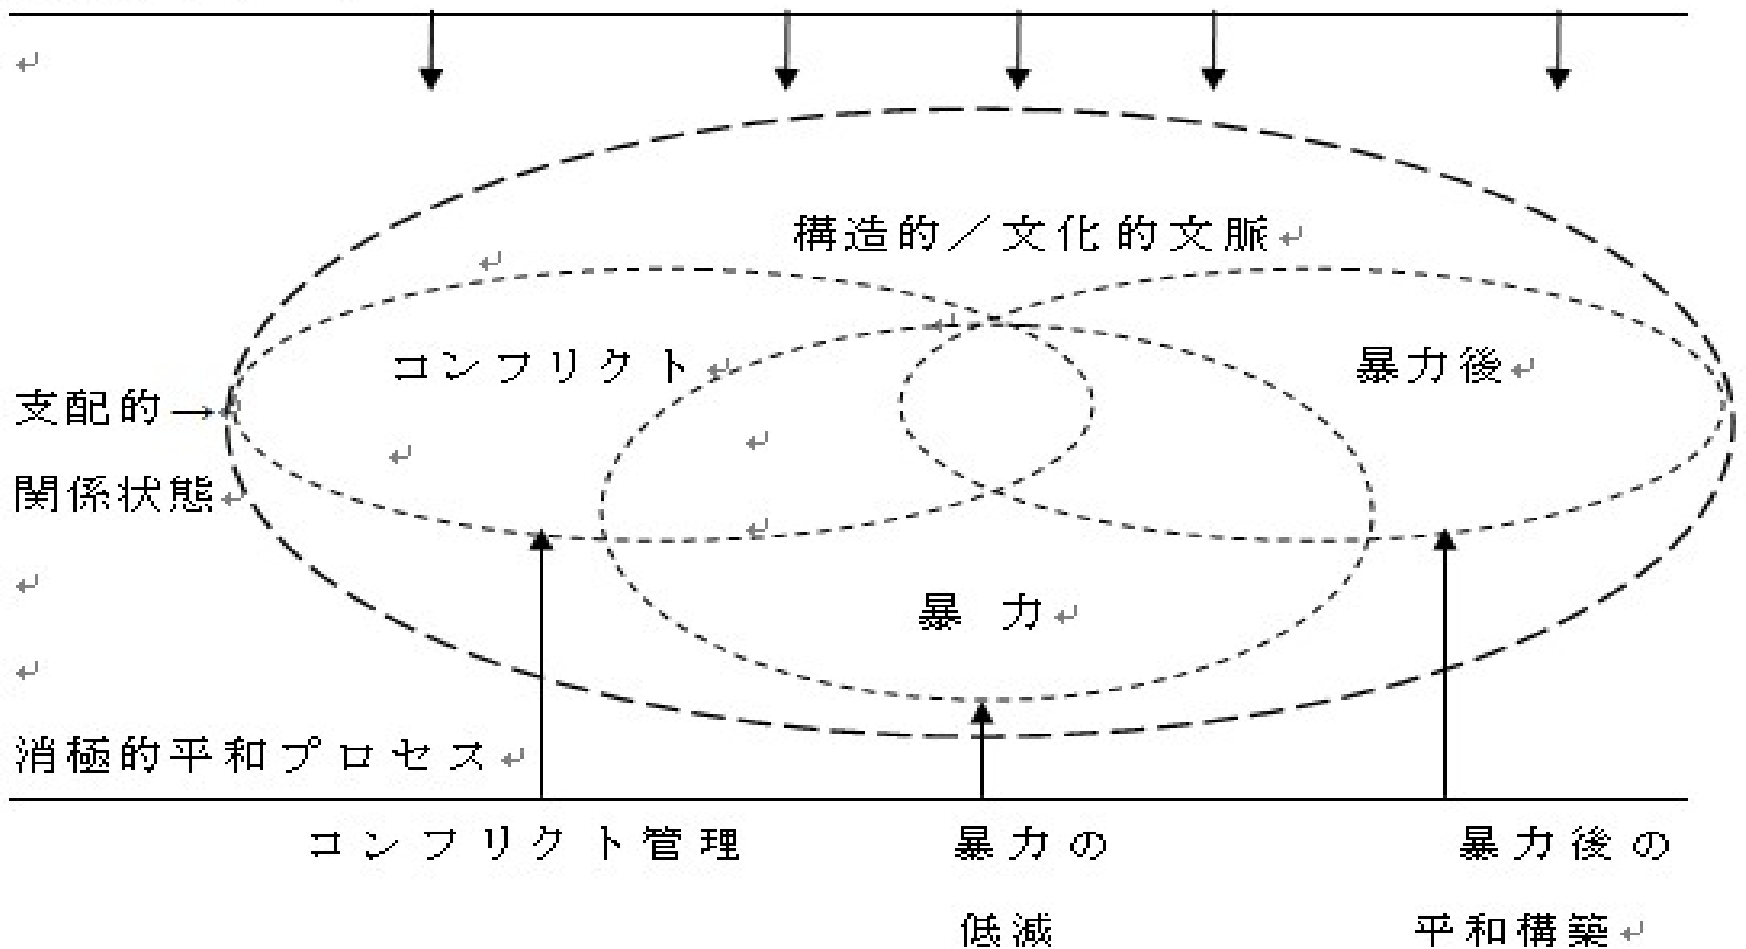 構造的／文化的文脈
コンフリクト
暴力後
支配的→
関係状態
暴 力
消極的平和プロセス
コンフリクト管理 暴力の 暴力後の
低減 平和構築